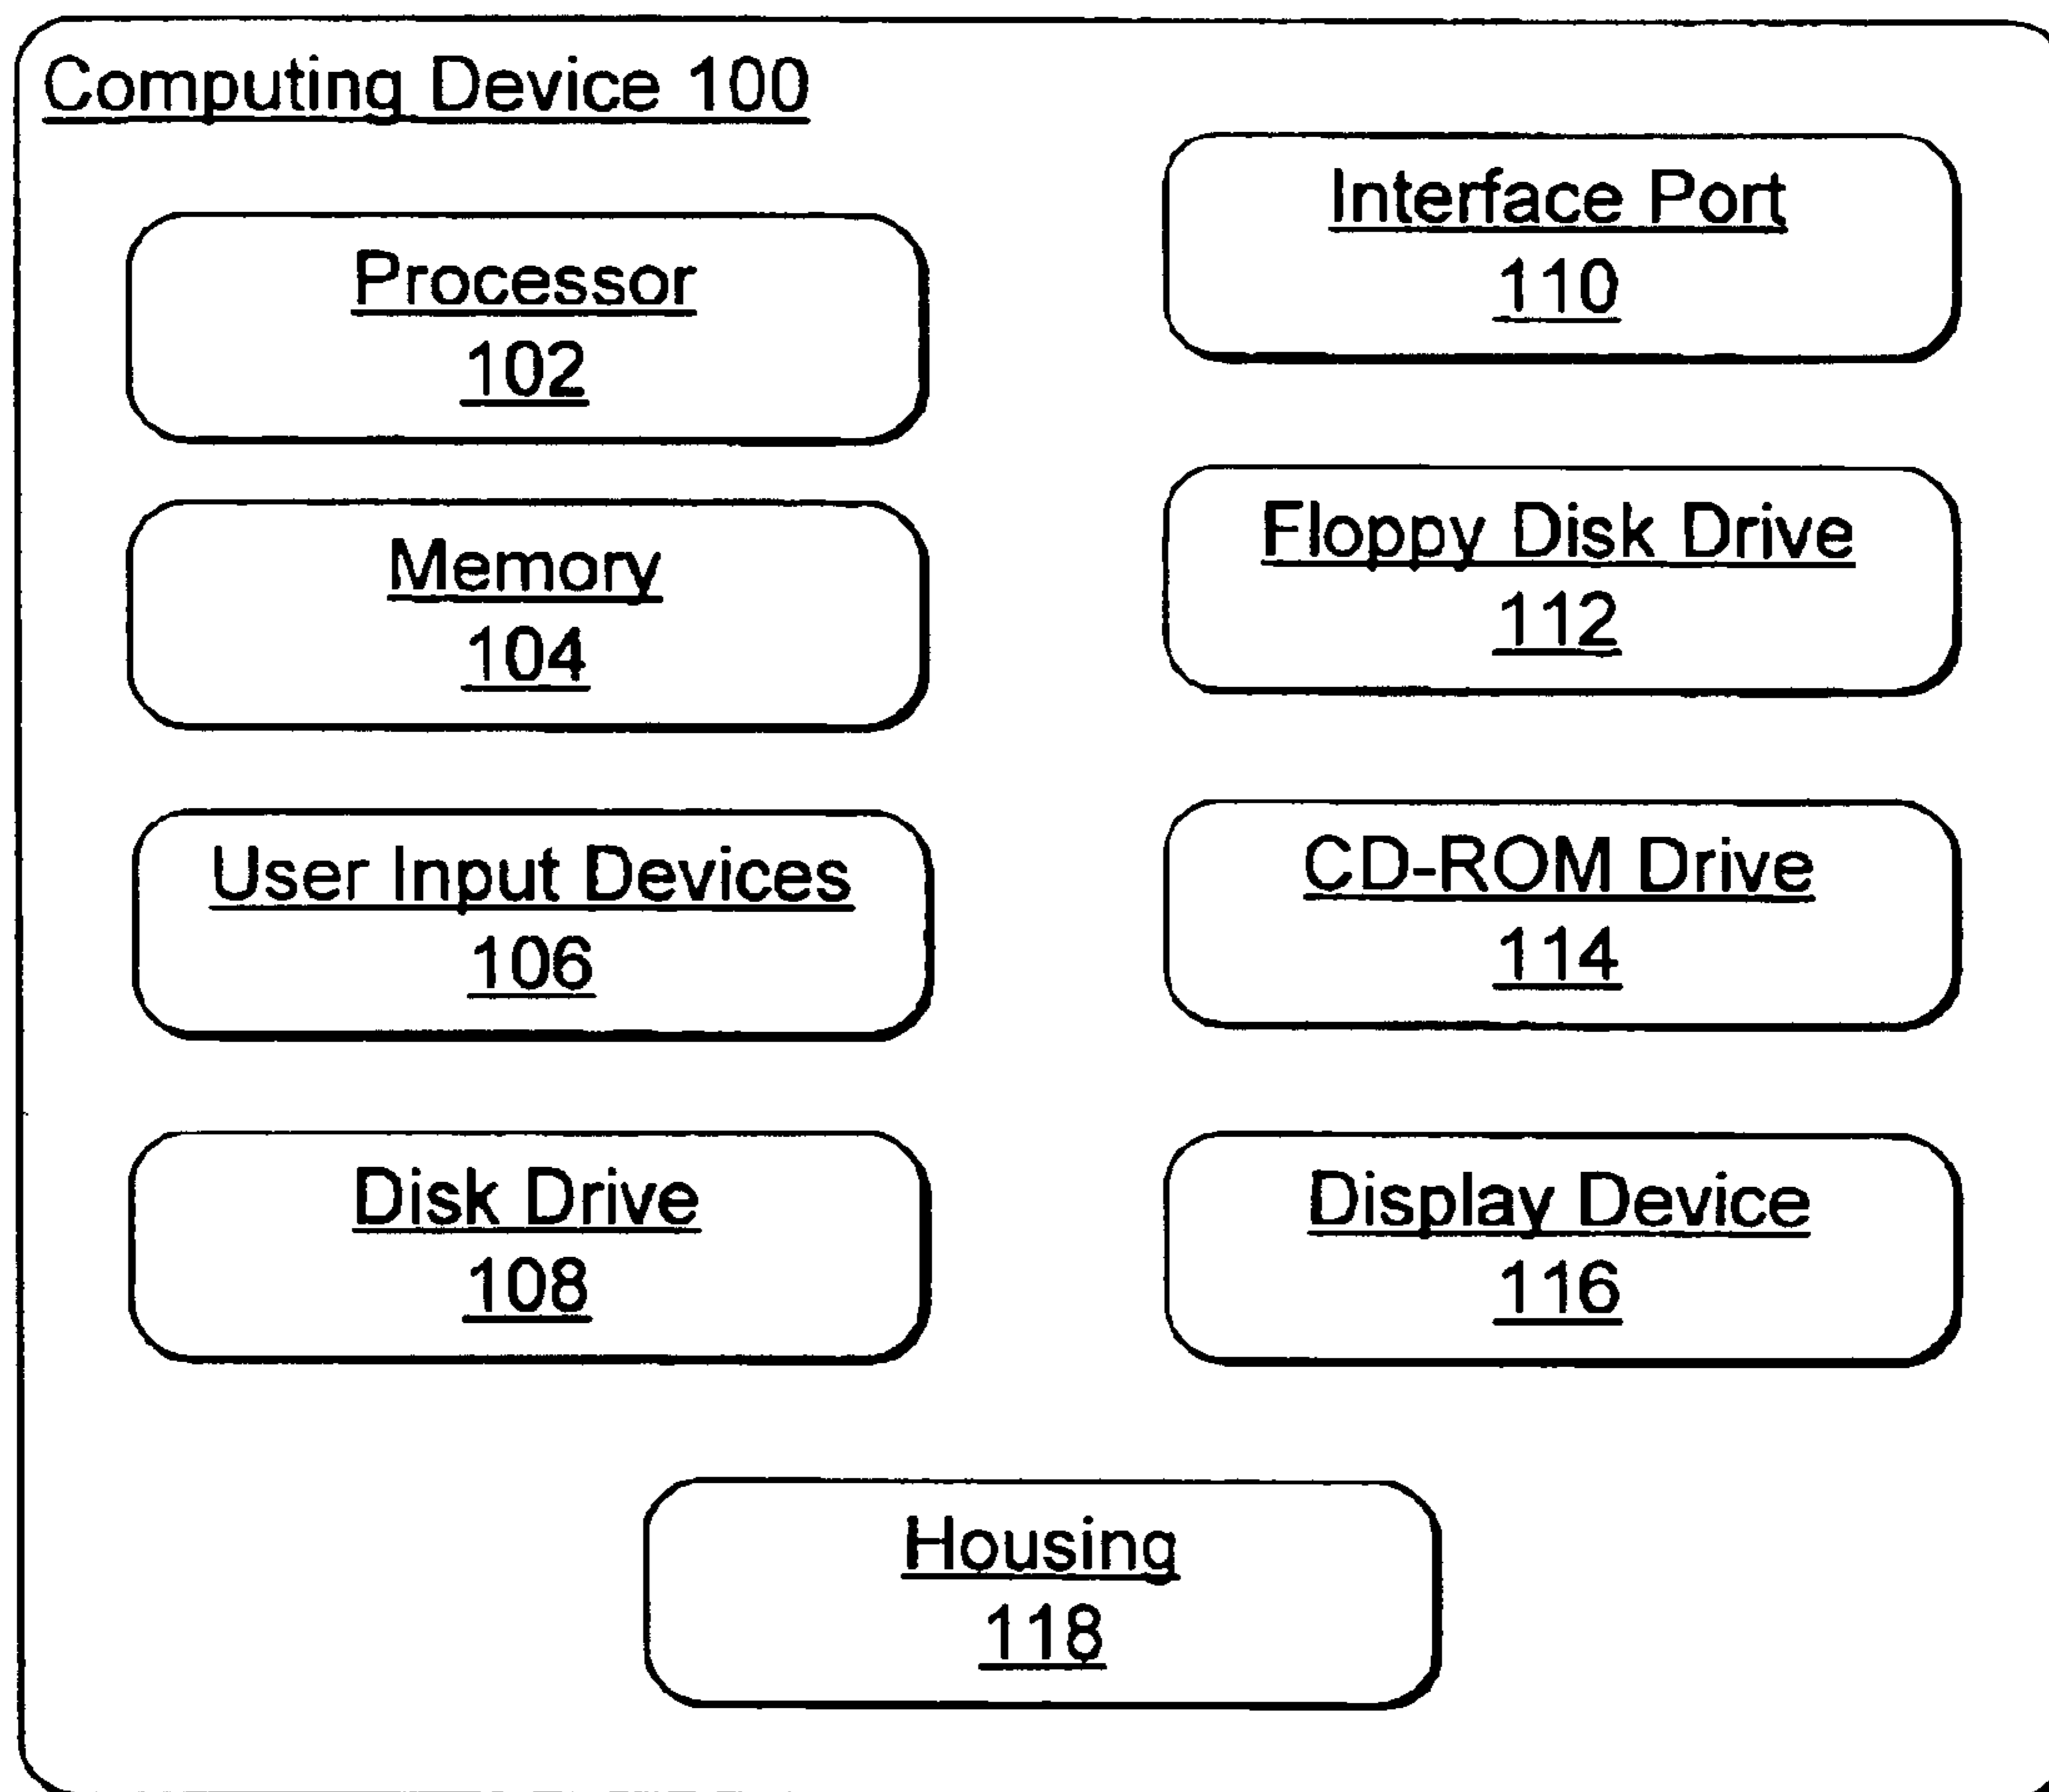 Computing Device 100
Processor
102
Memory
104
User Input Devices
106
Disk Drive
108
Interface Port
110
Floppy Disk Drive
112
CD-ROM Drive
114
Display Device
116
Housing
118